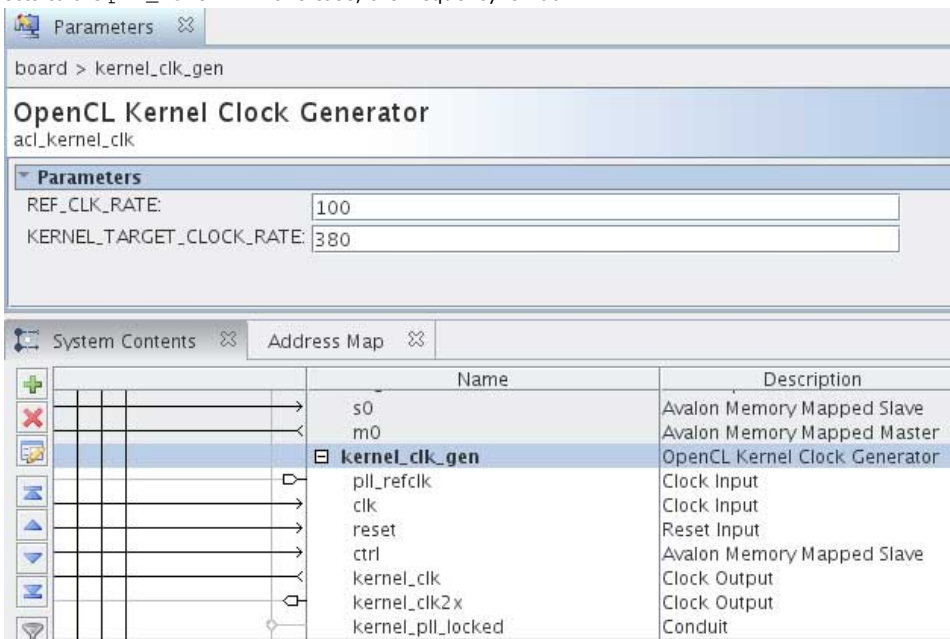 Parameters
board > kernel_clk_gen
OpenCL Kernel Clock Generator
acl_kernel_clk
Parameters
REF_CLK_RATE: 100
KERNEL_TARGET_CLOCK_RATE: 380
System Contents Address Map
Name Description
s0 Avalon Memory Mapped Slave
m0 Avalon Memory Mapped Master
kernel_clk_gen OpenCL Kernel Clock Generator
pll_refclk Clock Input
clk Clock Input
reset Reset Input
ctrl Avalon Memory Mapped Slave
kernel_clk Clock Output
kernel_clk2x Clock Output
kernel_pll_locked Conduit